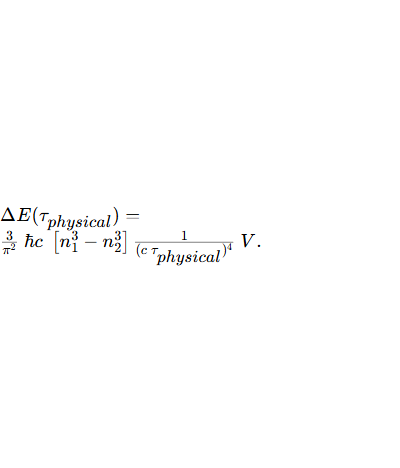 ΔE(τ_physical) =
3/π² ħc [n₁³ − n₂³] 1/(c τ_physical)⁴ V.